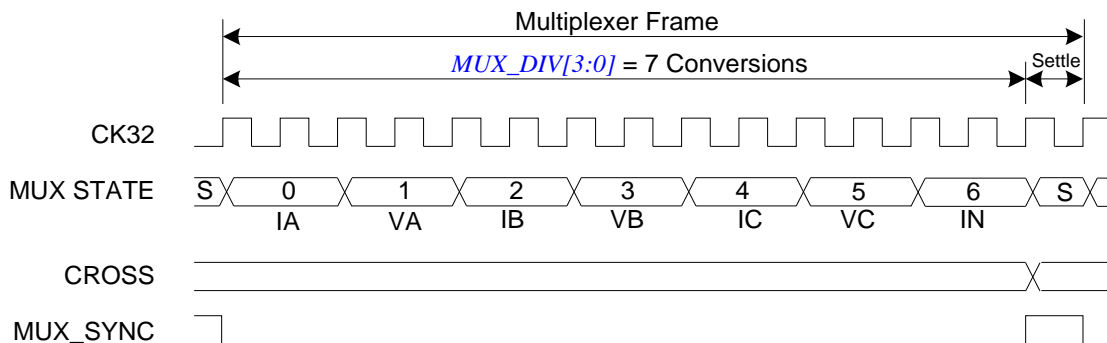 Multiplexer Frame
MUX_DIV[3:0] = 7 Conversions
Settle
CK32
MUX STATE
S 0 1 2 3 4 5 6 S
IA VA IB VB IC VC IN
CROSS
MUX_SYNC